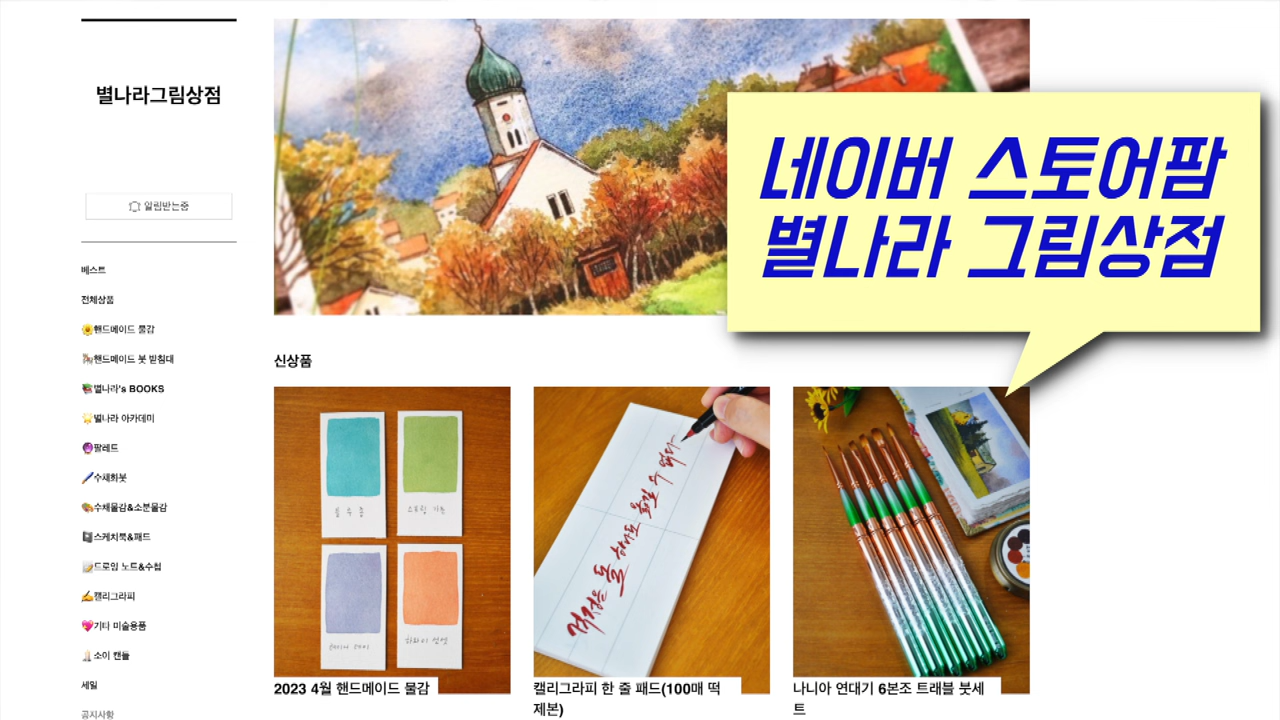 별나라그림상점
알림받는중
베스트
전체상품
핸드메이드 물감
핸드메이드 붓 받침대
별나라's BOOKS
별나라 아카데미
팔레트
수채화붓
수채물감&소분물감
스케치북&패드
드로잉 노트&수첩
캘리그라피
기타 미술용품
소이 캔들
세일
공지사항
네이버 스토어팜
별나라 그림상점
신상품
2023 4월 핸드메이드 물감
캘리그라피 한 줄 패드(100매 떡
제본)
나니아 연대기 6본조 트래블 붓세
트